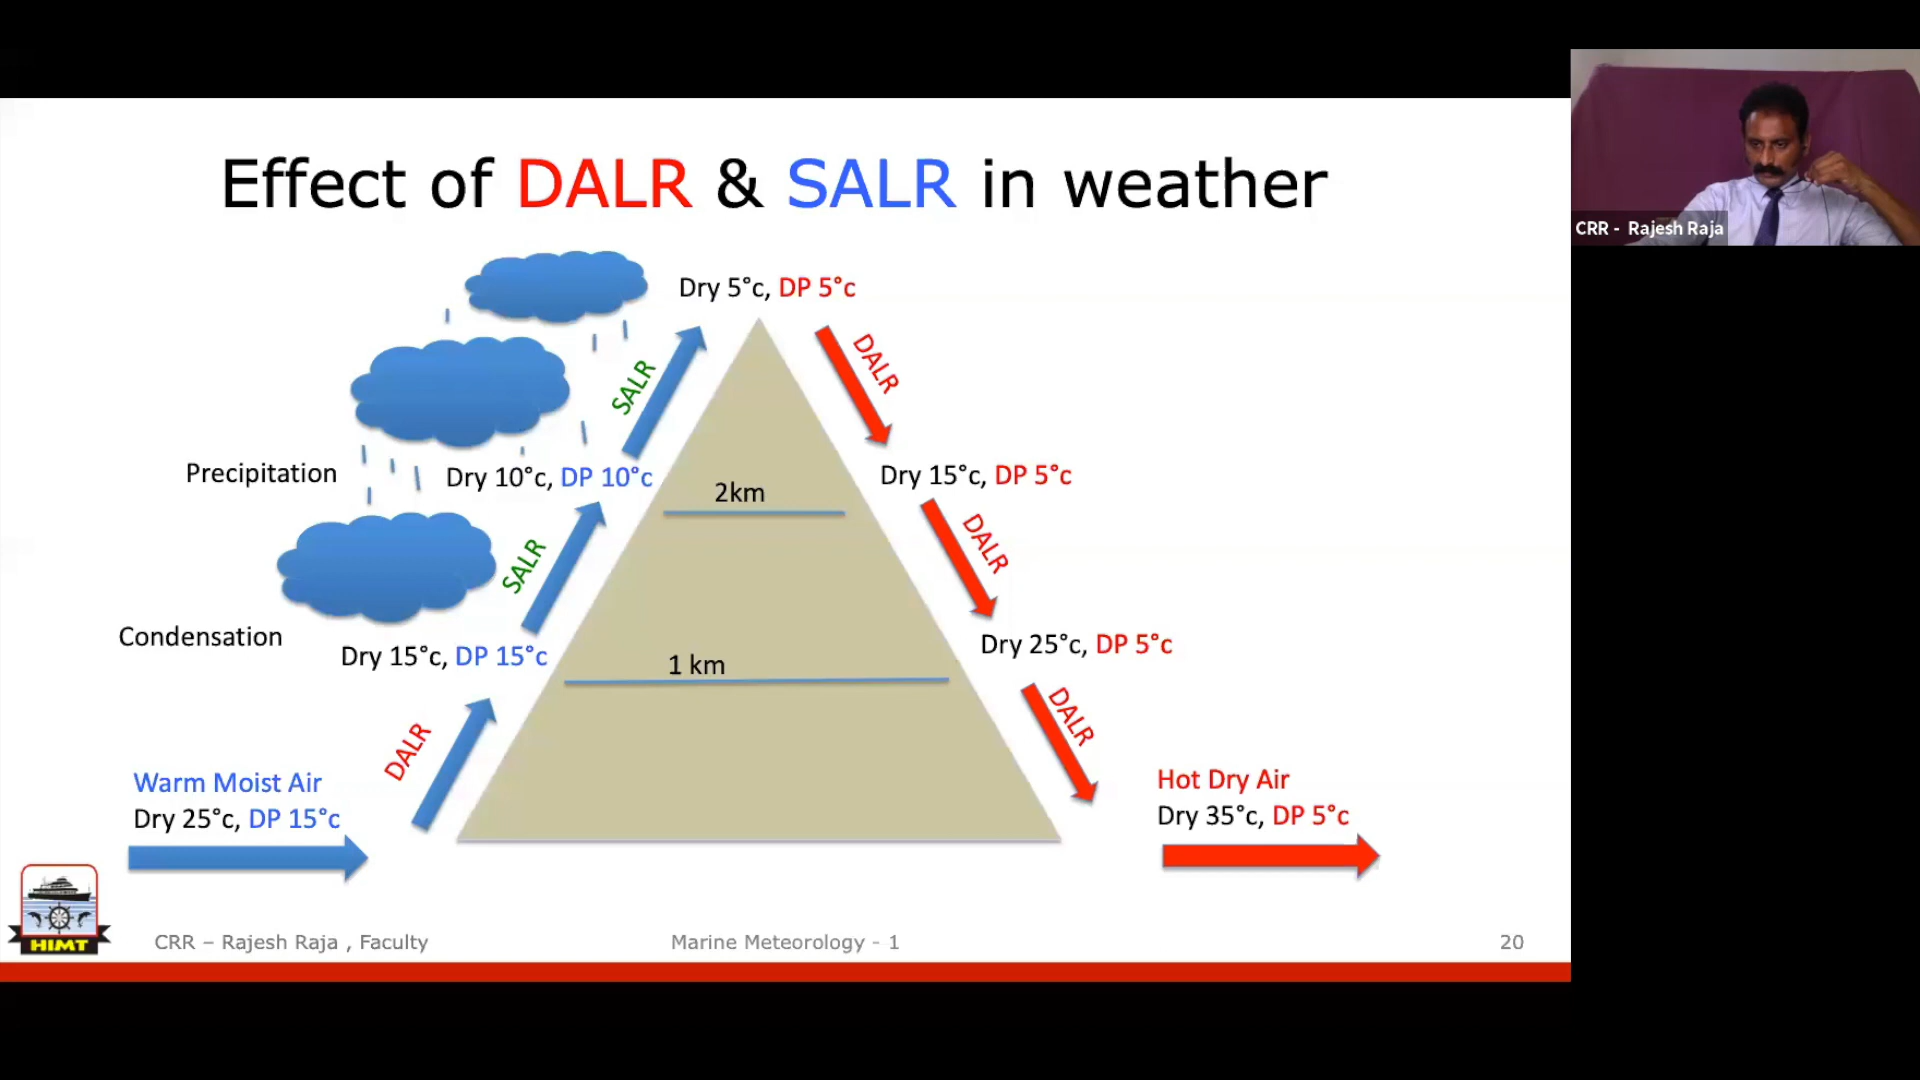 Effect of DALR & SALR in weather
CRR - Rajesh Raja
Dry 5°c, DP 5°c
SALR
DALR
Precipitation
Dry 10°c, DP 10°c
2km
Dry 15°c, DP 5°c
SALR
DALR
Condensation
Dry 15°c, DP 15°c
1 km
Dry 25°c, DP 5°c
DALR
DALR
Warm Moist Air
Dry 25°c, DP 15°c
Hot Dry Air
Dry 35°c, DP 5°c
HIMT
CRR – Rajesh Raja , Faculty
Marine Meteorology - 1
20